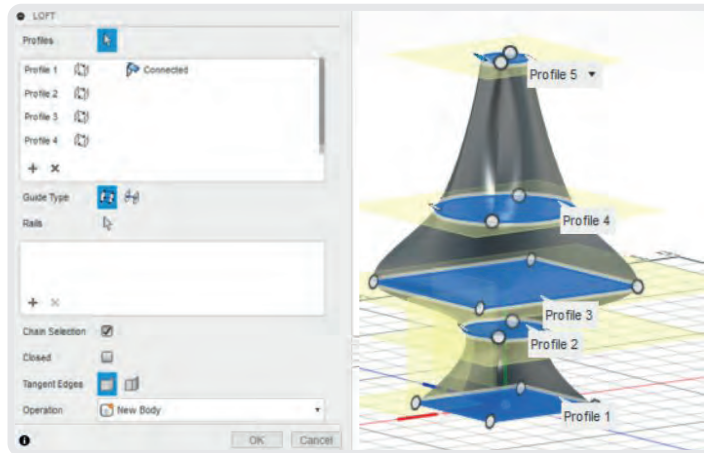 LOFT
Profiles
Profile 1 Connected
Profile 2
Profile 3
Profile 4
Guide Type
Rails
Chain Selection
Closed
Tangent Edges
Operation New Body
OK Cancel
Profile 5
Profile 4
Profile 3
Profile 2
Profile 1